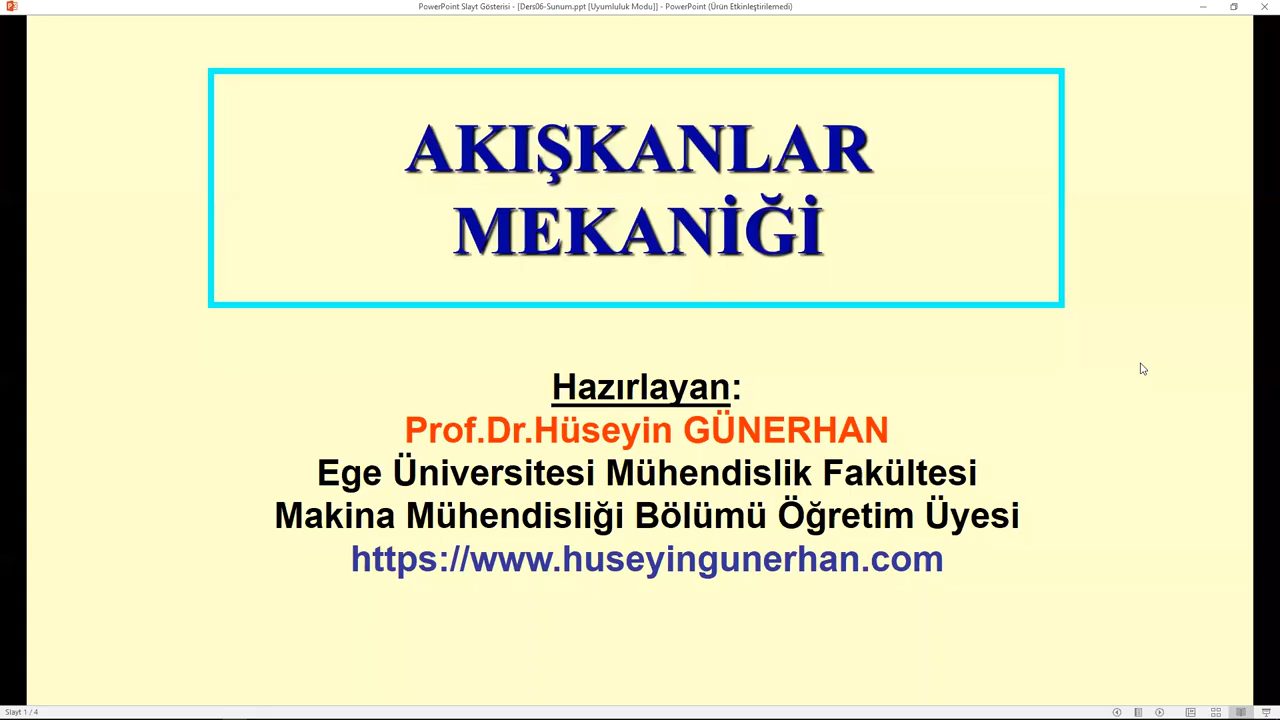 PowerPoint Slayt Gösterisi - [Ders06-Sunum.ppt [Uyumluluk Modu]] - PowerPoint (Ürün Etkinleştirilemedi)
AKIŞKANLAR
MEKANİĞİ
Hazırlayan:
Prof.Dr.Hüseyin GÜNERHAN
Ege Üniversitesi Mühendislik Fakültesi
Makina Mühendisliği Bölümü Öğretim Üyesi
https://www.huseyingunerhan.com
Slayt 1 / 4